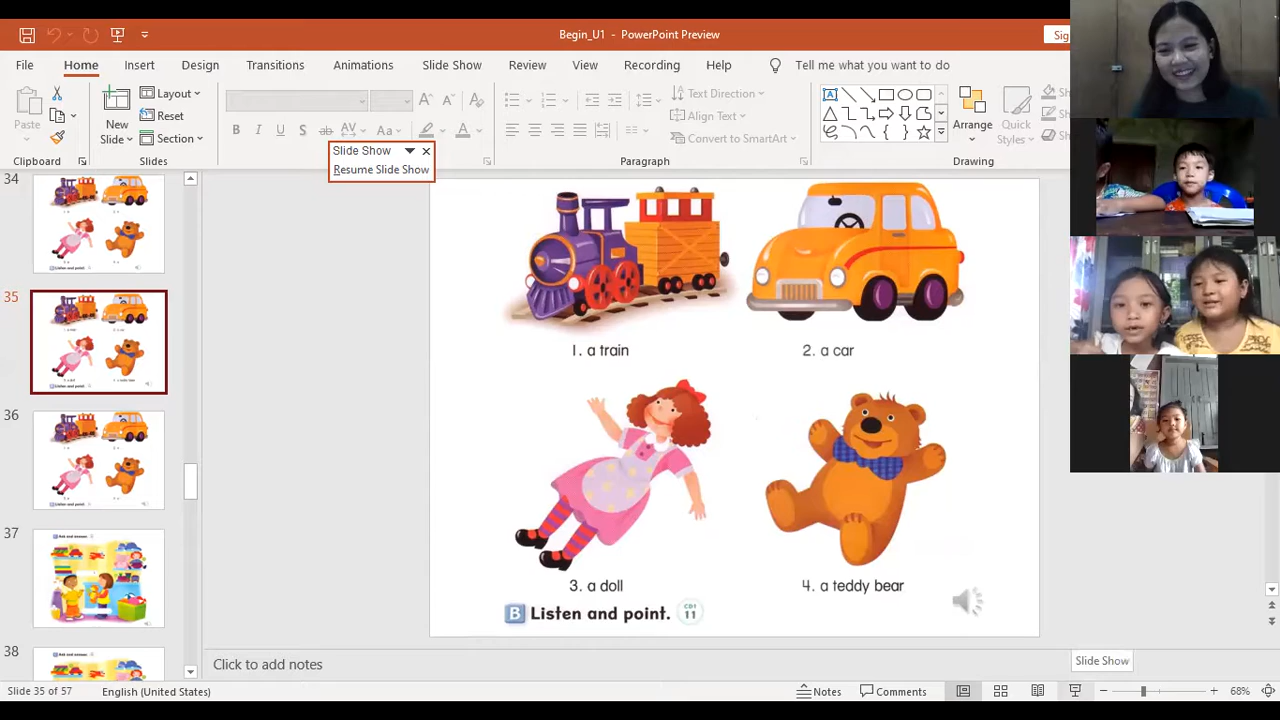 Begin_U1 - PowerPoint Preview
File Home Insert Design Transitions Animations Slide Show Review View Recording Help Tell me what you want to do
Paste
New
Slide
Layout
Reset
Section
B I U S ab AV Aa A
Text Direction
Align Text
Convert to SmartArt
Arrange
Quick
Styles
Clipboard Slides Paragraph Drawing
Slide Show
Resume Slide Show
34
35
36
37
38
1. a train
2. a car
3. a doll
4. a teddy bear
B Listen and point. CD1 11
Click to add notes
Slide Show
Slide 35 of 57 English (United States) Notes Comments 68%